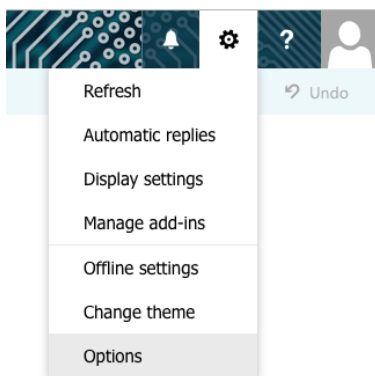 ?
Undo
Refresh
Automatic replies
Display settings
Manage add-ins
Offline settings
Change theme
Options